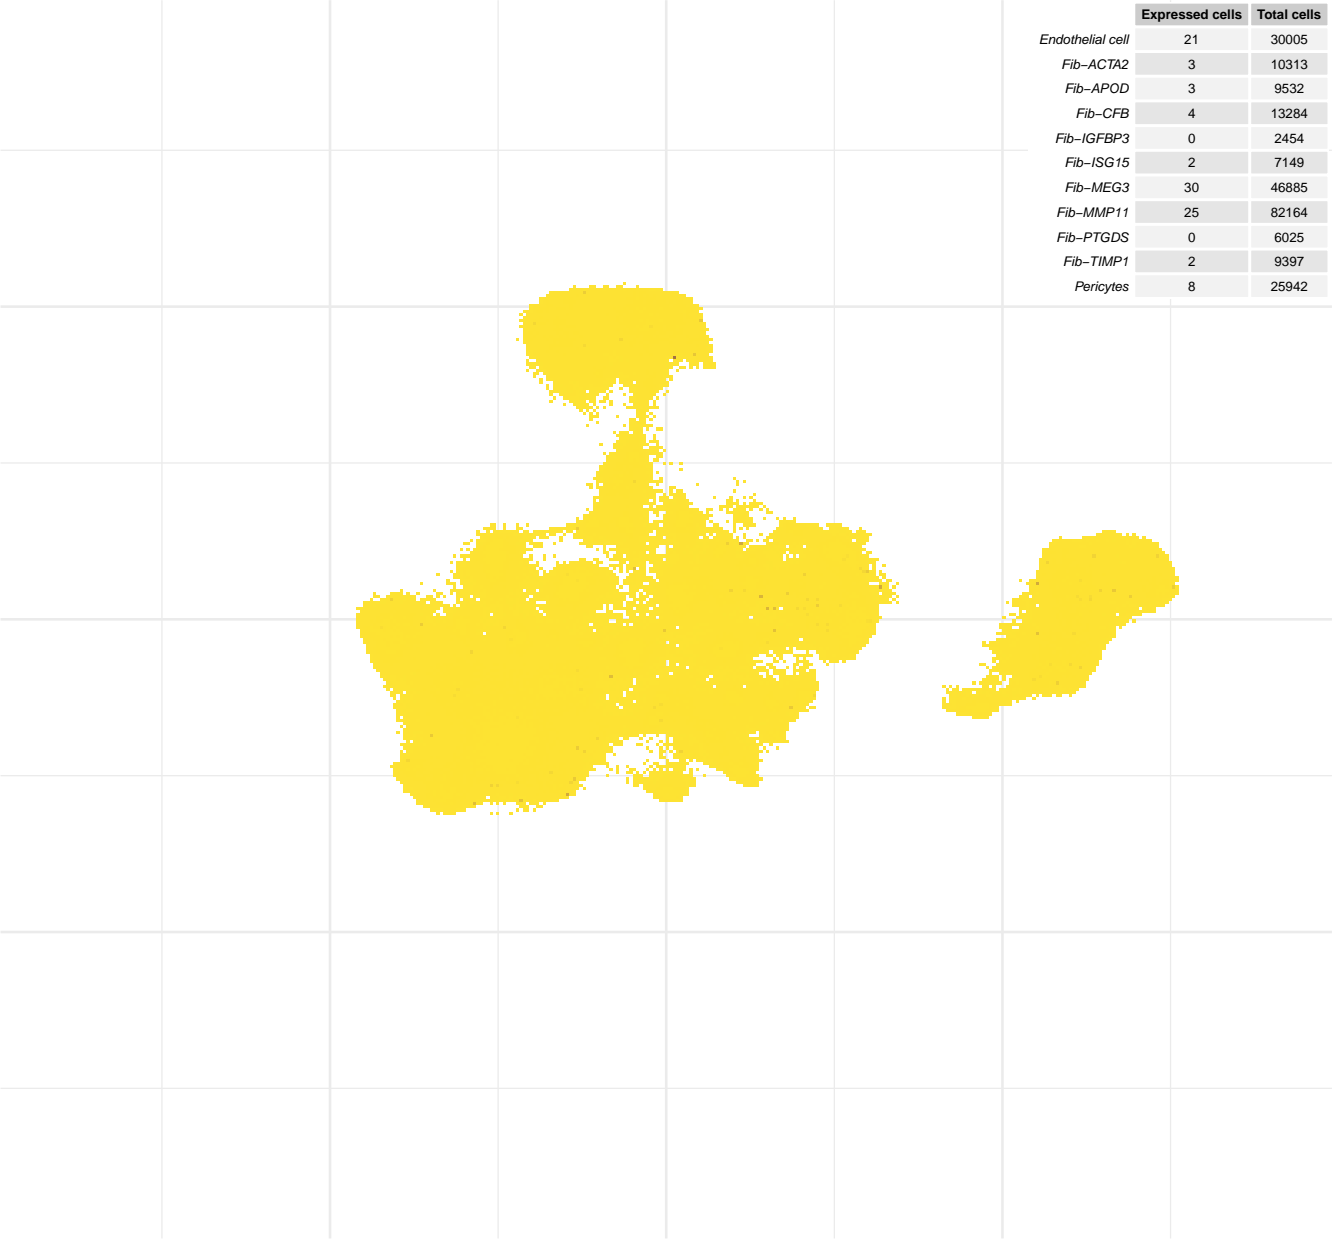 Expressed cells Total cells
Endothelial cell 21 30005
Fib−ACTA2 3 10313
Fib−APOD 3 9532
Fib−CFB 4 13284
Fib−IGFBP3 0 2454
Fib−ISG15 2 7149
Fib−MEG3 30 46885
Fib−MMP11 25 82164
Fib−PTGDS 0 6025
Fib−TIMP1 2 9397
Pericytes 8 25942